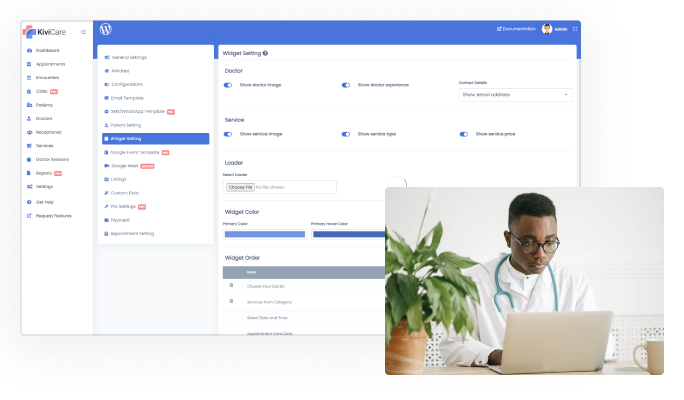 KiviCare
Documentation
Admin
Dashboard
Appointments
Encounters
Clinic PRO
Patients
Doctors
Receptionist
Services
Doctor Sessions
Reports PRO
Settings
Get help
Request Features
General Settings
Holidays
Configurations
Email Template
SMS/WhatsApp Template PRO
Patient Setting
Widget Setting
Google Event Template PRO
Google Meet
Listings
Custom Field
Pro Settings PRO
Payment
Appointment Setting
Widget Setting
Doctor
Show doctor image
Show doctor experience
Contact Details
Show email address
Service
Show service image
Show service type
Show service price
Loader
Select Loader
Choose File No file chosen
Widget Color
Primary Color
Primary Hover Color
Widget Order
NAME
Choose Your Doctor
Services from Category
Select Date and Time
Appointment Extra Data